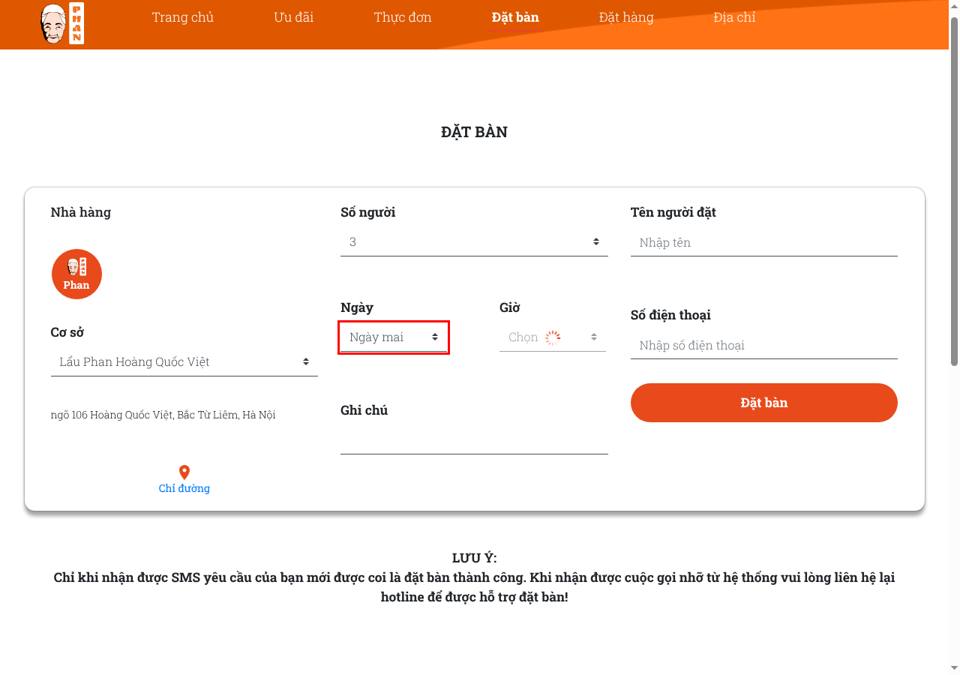 PHAN
Trang chủ
Ưu đãi
Thực đơn
Đặt bàn
Đặt hàng
Địa chỉ
ĐẶT BÀN
Nhà hàng
PHAN
Phan
Cơ sở
Lẩu Phan Hoàng Quốc Việt
ngõ 106 Hoàng Quốc Việt, Bắc Từ Liêm, Hà Nội
Chỉ đường
Số người
3
Ngày
Ngày mai
Giờ
Chọn
Ghi chú
Tên người đặt
Nhập tên
Số điện thoại
Nhập số điện thoại
Đặt bàn
LƯU Ý:
Chỉ khi nhận được SMS yêu cầu của bạn mới được coi là đặt bàn thành công. Khi nhận được cuộc gọi nhỡ từ hệ thống vui lòng liên hệ lại
hotline để được hỗ trợ đặt bàn!